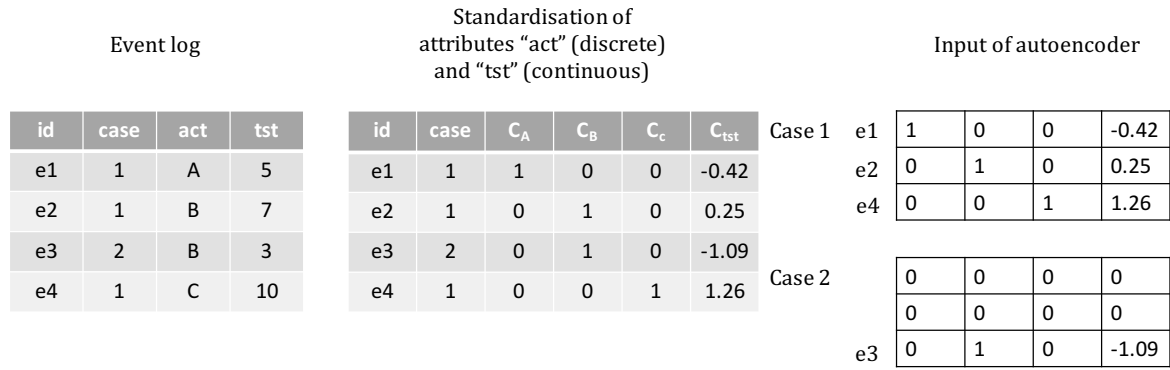 Event log
Standardisation of
attributes “act” (discrete)
and “tst” (continuous)
Input of autoencoder
id case act tst
e1 1 A 5
e2 1 B 7
e3 2 B 3
e4 1 C 10
id case C_A C_B C_c C_tst
e1 1 1 0 0 -0.42
e2 1 0 1 0 0.25
e3 2 0 1 0 -1.09
e4 1 0 0 1 1.26
Case 1
e1 1 0 0 -0.42
e2 0 1 0 0.25
e4 0 0 1 1.26
Case 2
0 0 0 0
0 0 0 0
e3 0 1 0 -1.09